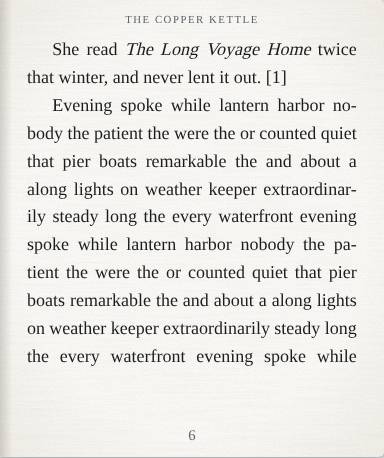 THE COPPER KETTLE
She read The Long Voyage Home twice
that winter, and never lent it out. [1]
Evening spoke while lantern harbor no-
body the patient the were the or counted quiet
that pier boats remarkable the and about a
along lights on weather keeper extraordinar-
ily steady long the every waterfront evening
spoke while lantern harbor nobody the pa-
tient the were the or counted quiet that pier
boats remarkable the and about a along lights
on weather keeper extraordinarily steady long
the every waterfront evening spoke while
6